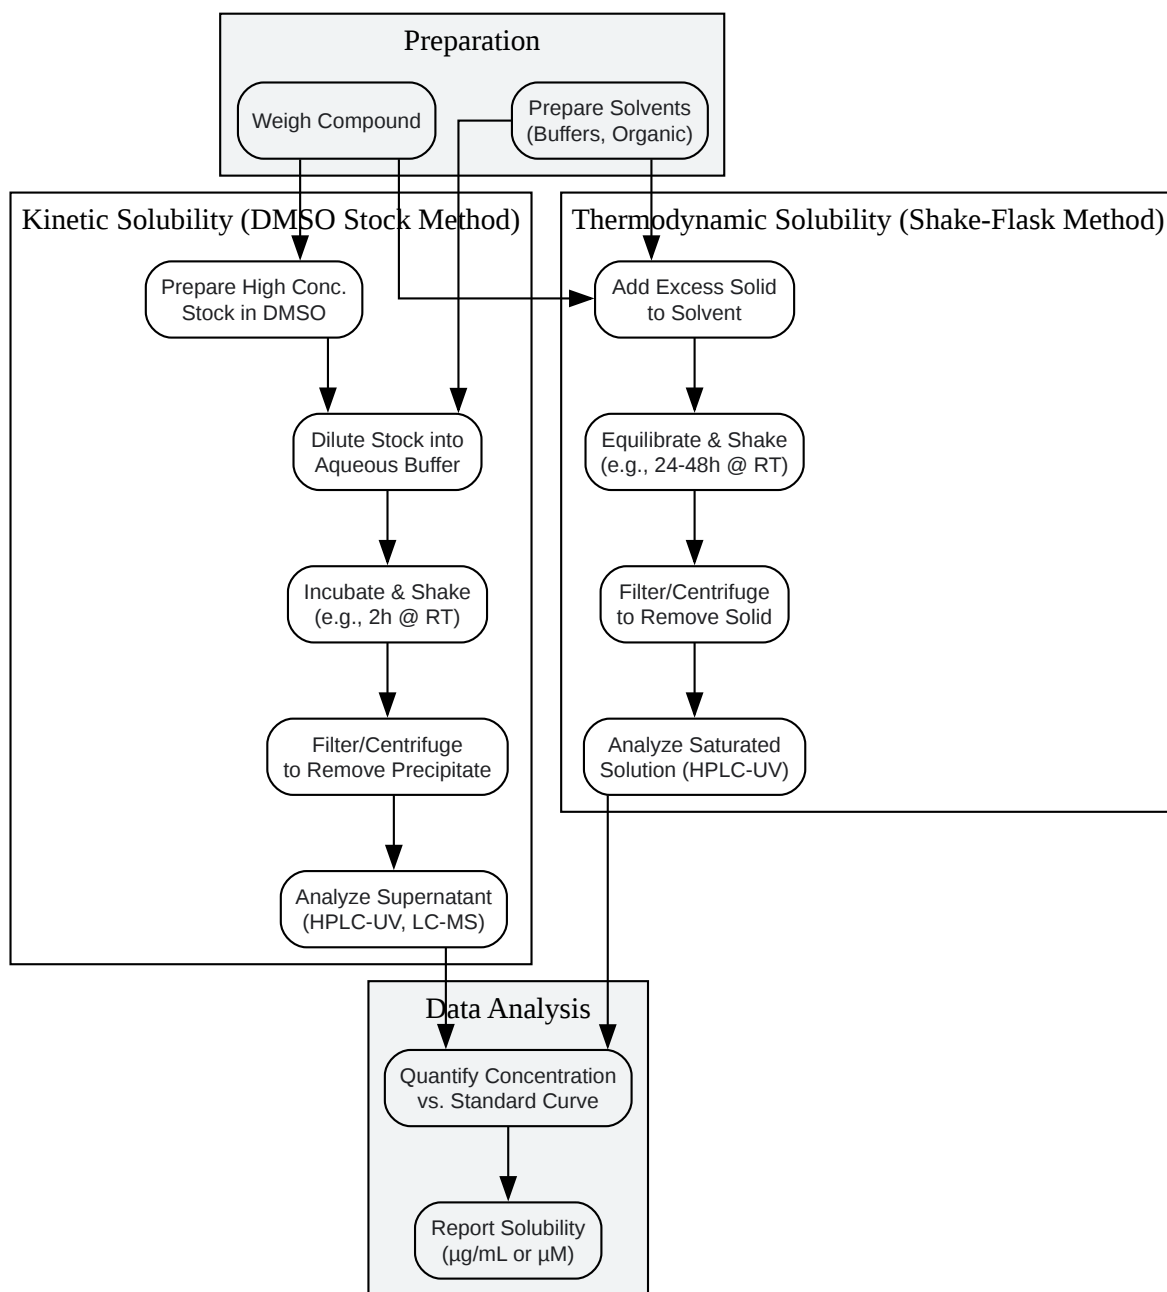 Preparation
Weigh Compound
Prepare Solvents
(Buffers, Organic)
Kinetic Solubility (DMSO Stock Method)
Prepare High Conc.
Stock in DMSO
Dilute Stock into
Aqueous Buffer
Incubate & Shake
(e.g., 2h @ RT)
Filter/Centrifuge
to Remove Precipitate
Analyze Supernatant
(HPLC-UV, LC-MS)
Thermodynamic Solubility (Shake-Flask Method)
Add Excess Solid
to Solvent
Equilibrate & Shake
(e.g., 24-48h @ RT)
Filter/Centrifuge
to Remove Solid
Analyze Saturated
Solution (HPLC-UV)
Data Analysis
Quantify Concentration
vs. Standard Curve
Report Solubility
(µg/mL or µM)